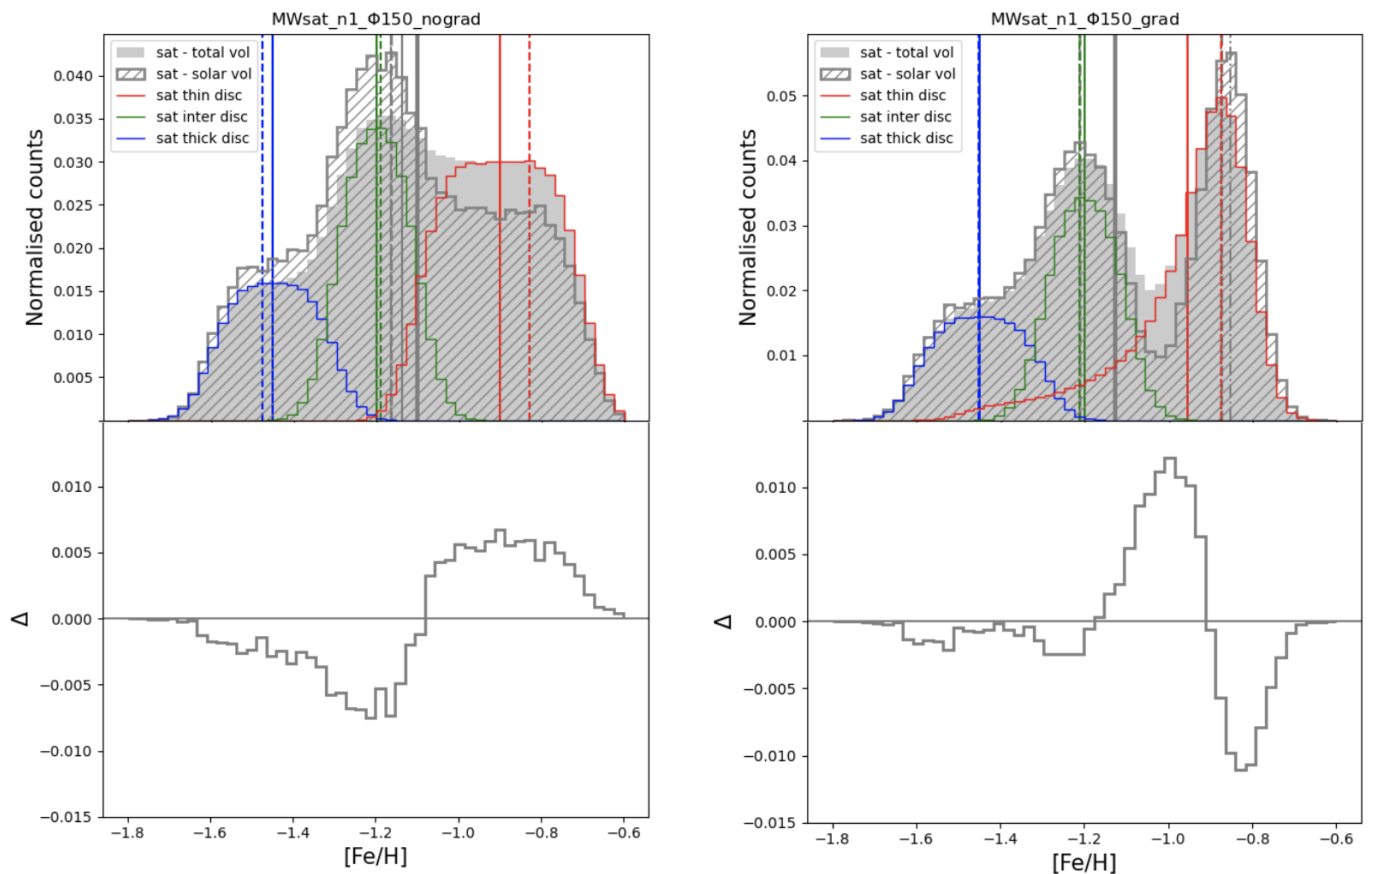 MWsat_n1_Φ150_nograd
sat - total vol
sat - solar vol
sat thin disc
sat inter disc
sat thick disc
Normalised counts
0.040
0.035
0.030
0.025
0.020
0.015
0.010
0.005
Δ
0.010
0.005
0.000
−0.005
−0.010
−0.015
−1.8 −1.6 −1.4 −1.2 −1.0 −0.8 −0.6
[Fe/H]
MWsat_n1_Φ150_grad
sat - total vol
sat - solar vol
sat thin disc
sat inter disc
sat thick disc
Normalised counts
0.05
0.04
0.03
0.02
0.01
Δ
0.010
0.005
0.000
−0.005
−0.010
−0.015
−1.8 −1.6 −1.4 −1.2 −1.0 −0.8 −0.6
[Fe/H]